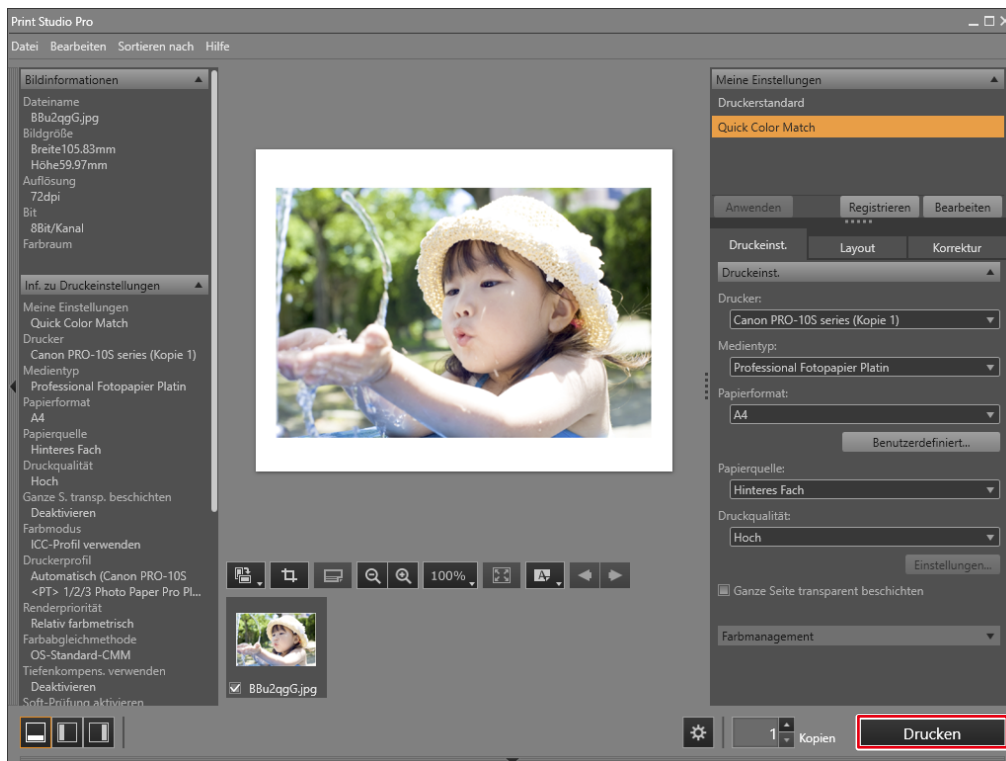 Print Studio Pro
Datei Bearbeiten Sortieren nach Hilfe
Bildinformationen
Dateiname
BBu2qgG.jpg
Bildgröße
Breite105.83mm
Höhe59.97mm
Auflösung
72dpi
Bit
8Bit/Kanal
Farbraum
Inf. zu Druckeinstellungen
Meine Einstellungen
Quick Color Match
Drucker
Canon PRO-10S series (Kopie 1)
Medientyp
Professional Fotopapier Platin
Papierformat
A4
Papierquelle
Hinteres Fach
Druckqualität
Hoch
Ganze S. transp. beschichten
Deaktivieren
Farbmodus
ICC-Profil verwenden
Druckerprofil
Automatisch (Canon PRO-10S
<PT> 1/2/3 Photo Paper Pro Pl...
Renderpriorität
Relativ farbmetrisch
Farbabgleichmethode
OS-Standard-CMM
Tiefenkompens. verwenden
Deaktivieren
Soft-Prüfung aktivieren
100%
A
BBu2qgG.jpg
Meine Einstellungen
Druckerstandard
Quick Color Match
Anwenden Registrieren Bearbeiten
Druckeinst. Layout Korrektur
Druckeinst.
Drucker:
Canon PRO-10S series (Kopie 1)
Medientyp:
Professional Fotopapier Platin
Papierformat:
A4
Benutzerdefiniert...
Papierquelle:
Hinteres Fach
Druckqualität:
Hoch
Einstellungen...
Ganze Seite transparent beschichten
Farbmanagement
1 Kopien Drucken